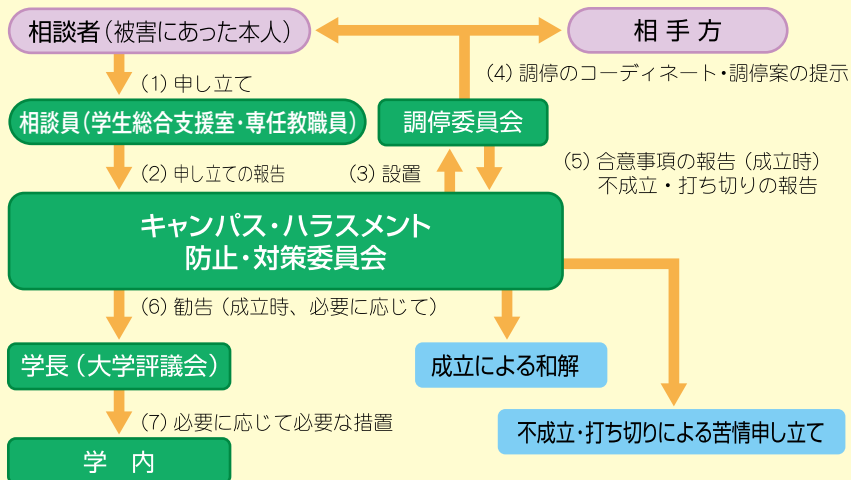 相談者（被害にあった本人）
相 手 方
（4）調停のコーディネート・調停案の提示
（1）申し立て
相談員（学生総合支援室・専任教職員）
調停委員会
（2）申し立ての報告
（3）設置
（5）合意事項の報告（成立時）
不成立・打ち切りの報告
キャンパス・ハラスメント
防止・対策委員会
（6）勧告（成立時、必要に応じて）
学長（大学評議会）
成立による和解
（7）必要に応じて必要な措置
不成立・打ち切りによる苦情申し立て
学　内